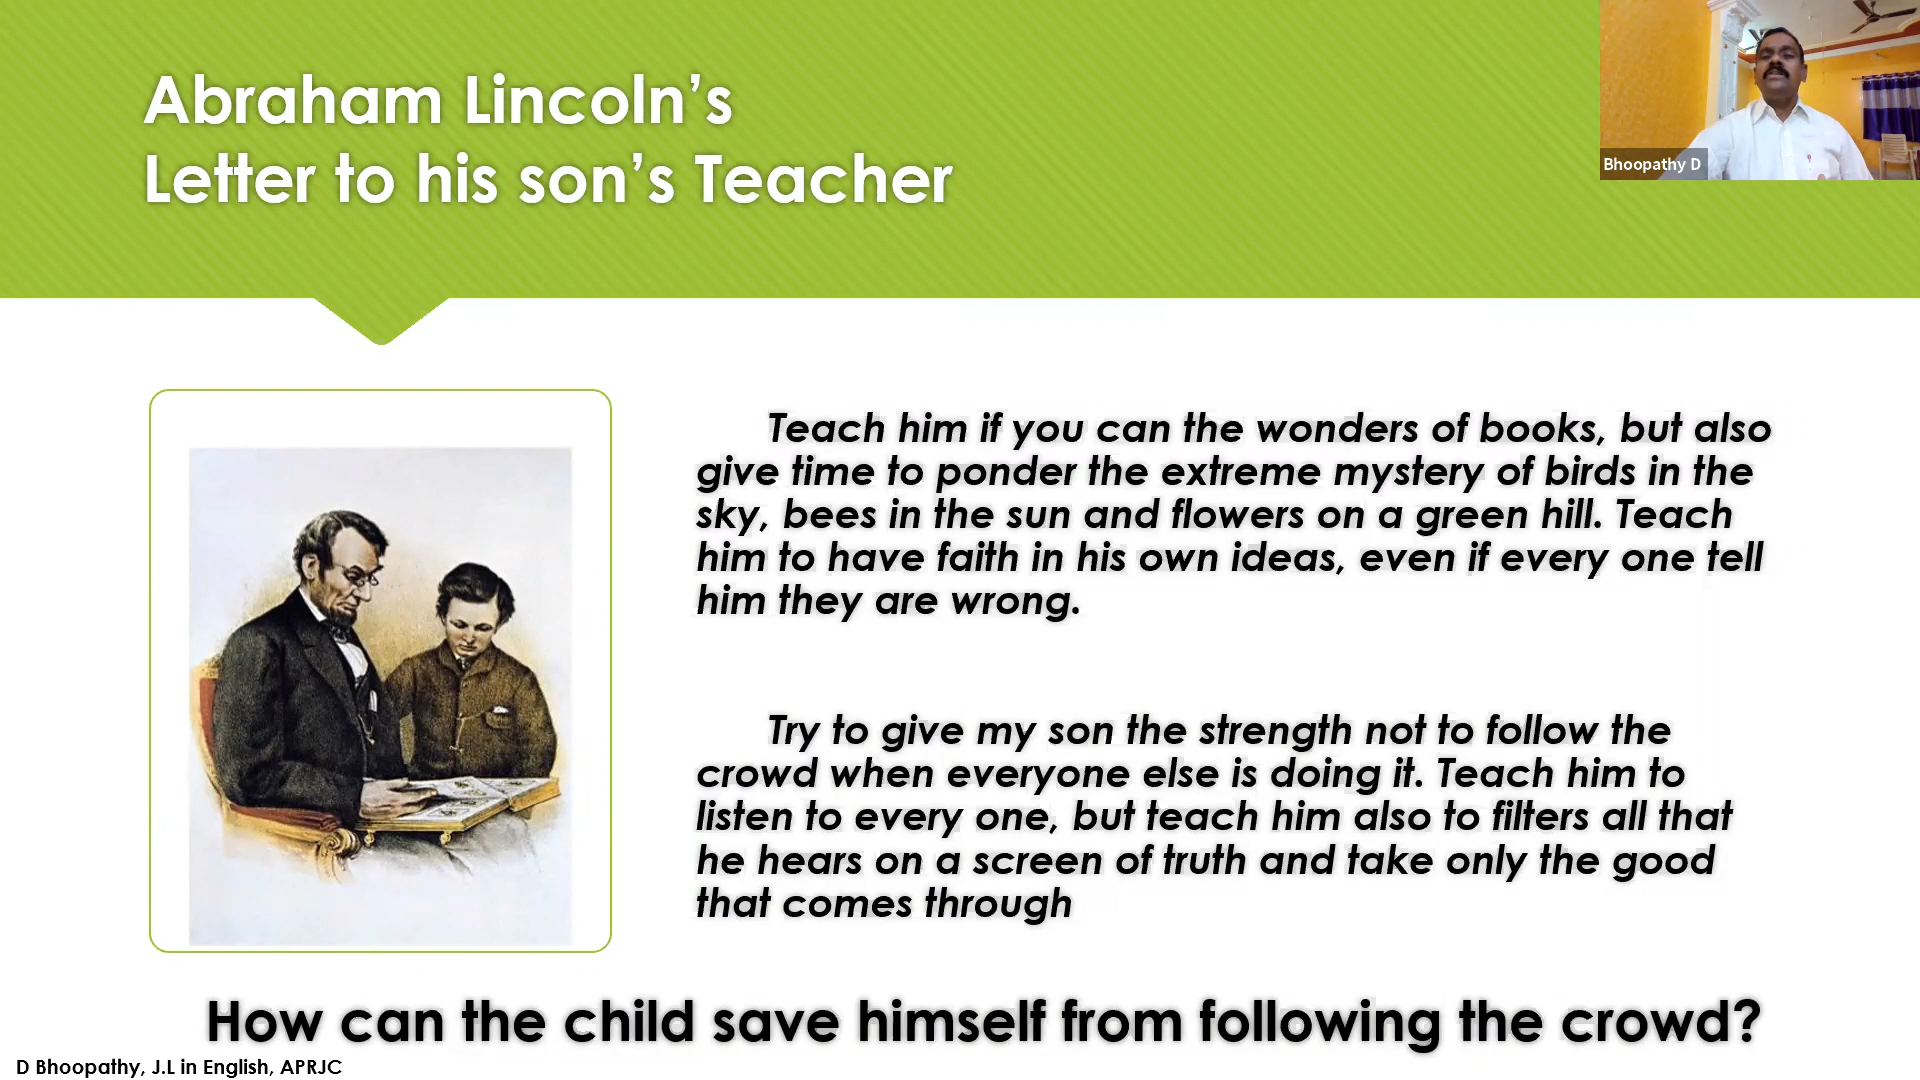 Abraham Lincoln’s
Letter to his son’s Teacher
Bhoopathy D
Teach him if you can the wonders of books, but also
give time to ponder the extreme mystery of birds in the
sky, bees in the sun and flowers on a green hill. Teach
him to have faith in his own ideas, even if every one tell
him they are wrong.
Try to give my son the strength not to follow the
crowd when everyone else is doing it. Teach him to
listen to every one, but teach him also to filters all that
he hears on a screen of truth and take only the good
that comes through
How can the child save himself from following the crowd?
D Bhoopathy, J.L in English, APRJC